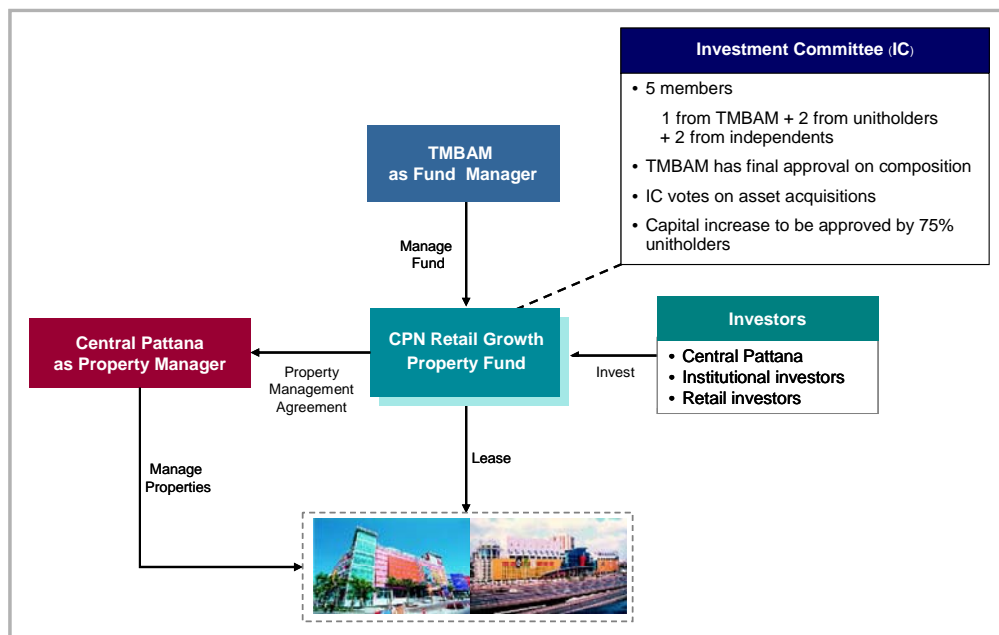 Investment Committee (IC)
• 5 members
1 from TMBAM + 2 from unitholders
+ 2 from independents
• TMBAM has final approval on composition
• IC votes on asset acquisitions
• Capital increase to be approved by 75%
unitholders
TMBAM
as Fund Manager
Manage
Fund
Central Pattana
as Property Manager
CPN Retail Growth
Property Fund
Investors
• Central Pattana
• Institutional investors
• Retail investors
Property
Management
Agreement
Invest
Manage
Properties
Lease